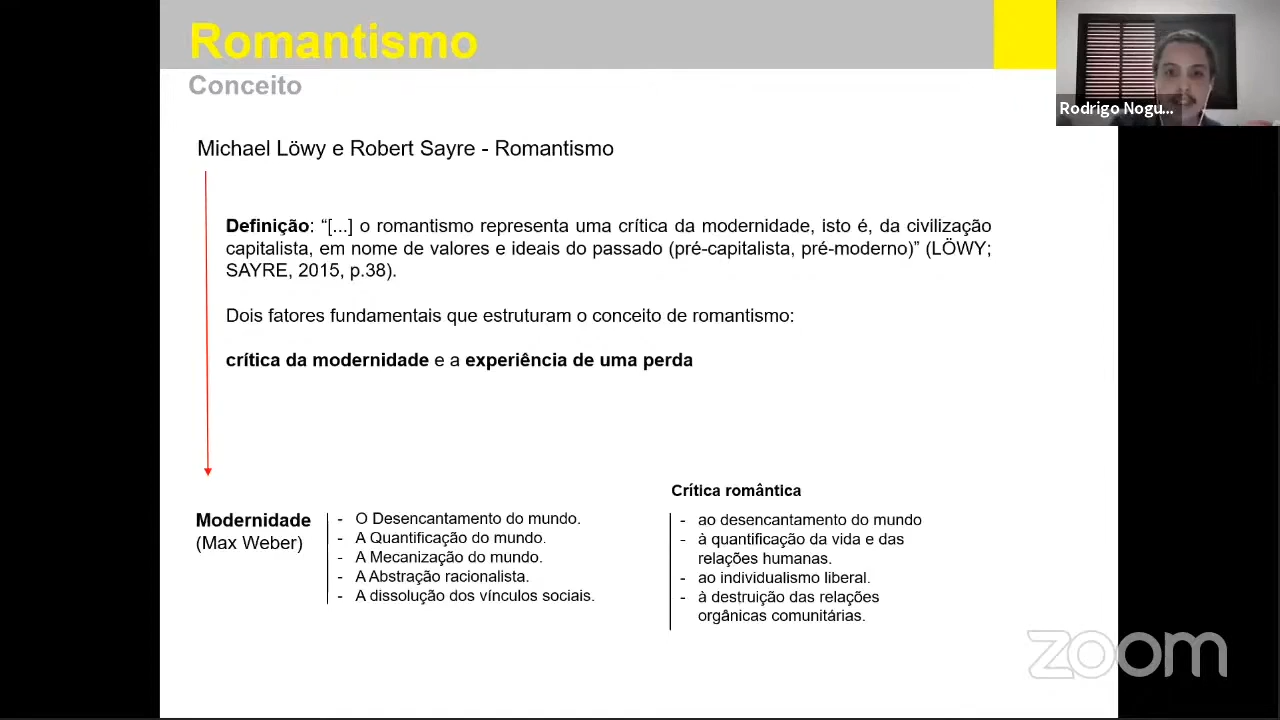 Romantismo
Conceito
Rodrigo Nogu...
Michael Löwy e Robert Sayre - Romantismo
Definição: “[...] o romantismo representa uma crítica da modernidade, isto é, da civilização
capitalista, em nome de valores e ideais do passado (pré-capitalista, pré-moderno)” (LÖWY;
SAYRE, 2015, p.38).
Dois fatores fundamentais que estruturam o conceito de romantismo:
crítica da modernidade e a experiência de uma perda
Modernidade
(Max Weber)
- O Desencantamento do mundo.
- A Quantificação do mundo.
- A Mecanização do mundo.
- A Abstração racionalista.
- A dissolução dos vínculos sociais.
Crítica romântica
- ao desencantamento do mundo
- à quantificação da vida e das
relações humanas.
- ao individualismo liberal.
- à destruição das relações
orgânicas comunitárias.
zoom